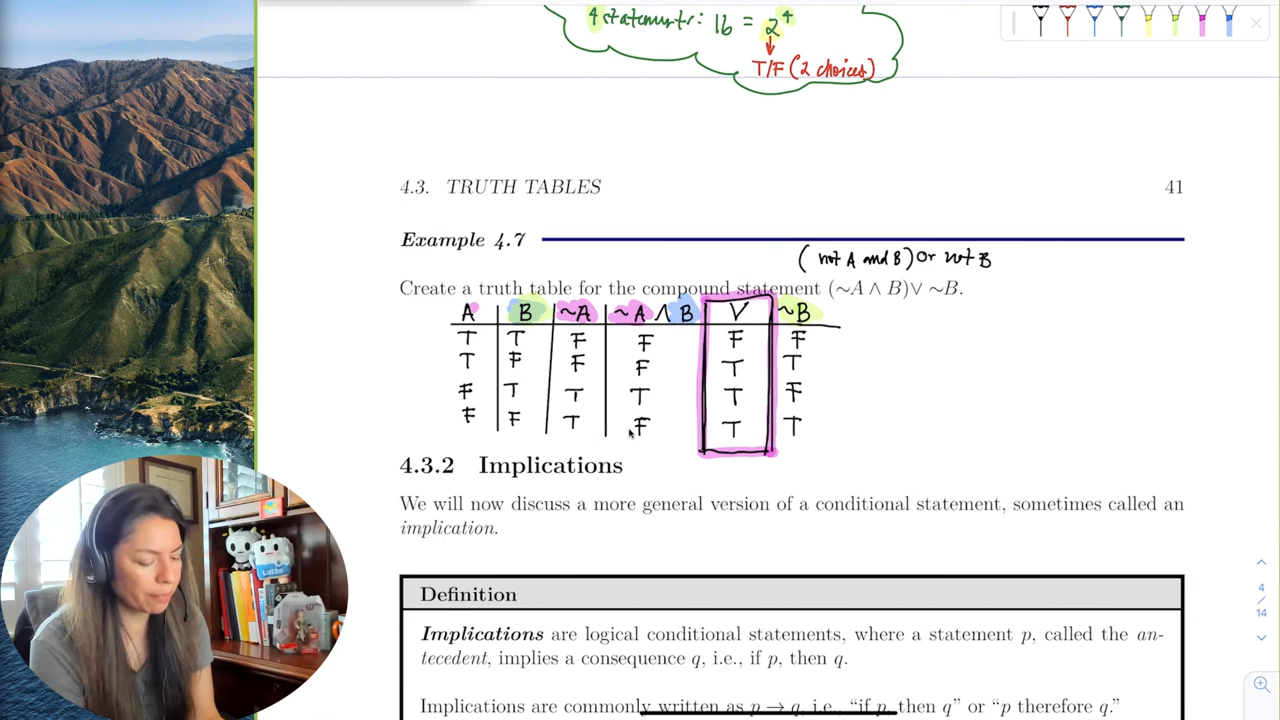 4 statements: 16 = 2⁴
T/F (2 choices)
4.3. TRUTH TABLES 41
Example 4.7
(not A and B) or not B
Create a truth table for the compound statement (∼A ∧ B)∨ ∼B.
A B ~A ~A ∧ B V ~B
T T F F F F
T F F F T T
F T T T T F
F F T F T T
4.3.2 Implications
We will now discuss a more general version of a conditional statement, sometimes called an
implication.
Definition
Implications are logical conditional statements, where a statement p, called the an-
tecedent, implies a consequence q, i.e., if p, then q.
Implications are commonly written as p → q, i.e., “if p, then q” or “p therefore q.”
4
/
14